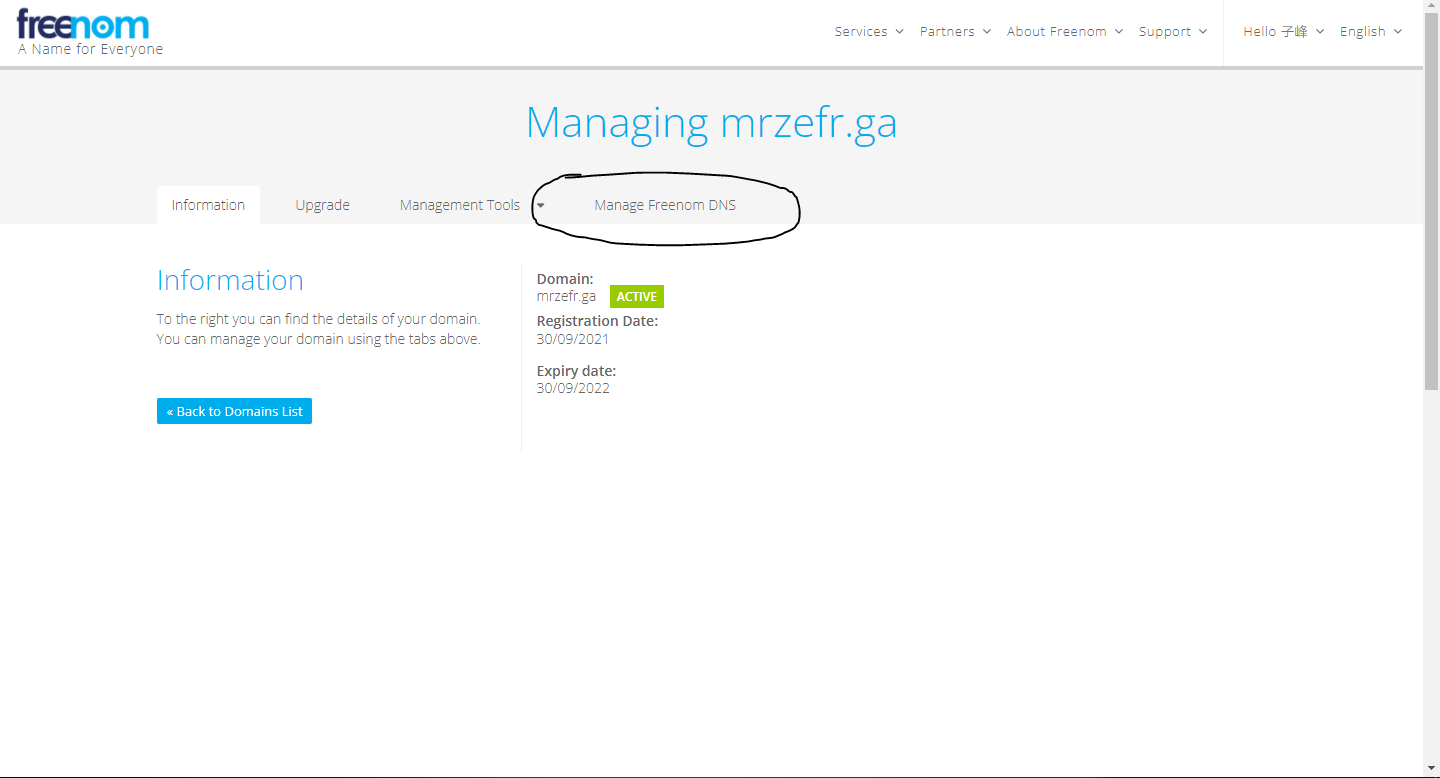 freenom
A Name for Everyone
Services
Partners
About Freenom
Support
Hello 子峰
English
Managing mrzefr.ga
Information
Upgrade
Management Tools
Manage Freenom DNS
Information
To the right you can find the details of your domain.
You can manage your domain using the tabs above.
« Back to Domains List
Domain:
mrzefr.ga ACTIVE
Registration Date:
30/09/2021
Expiry date:
30/09/2022